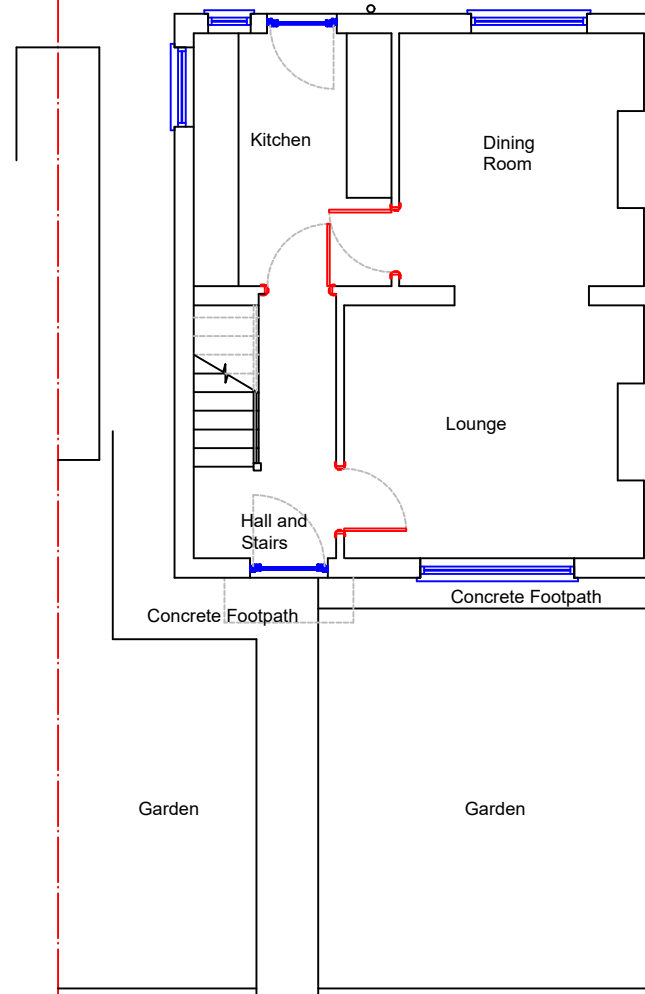 Kitchen
Dining
Room
Lounge
Hall and
Stairs
Concrete Footpath
Concrete Footpath
Garden
Garden